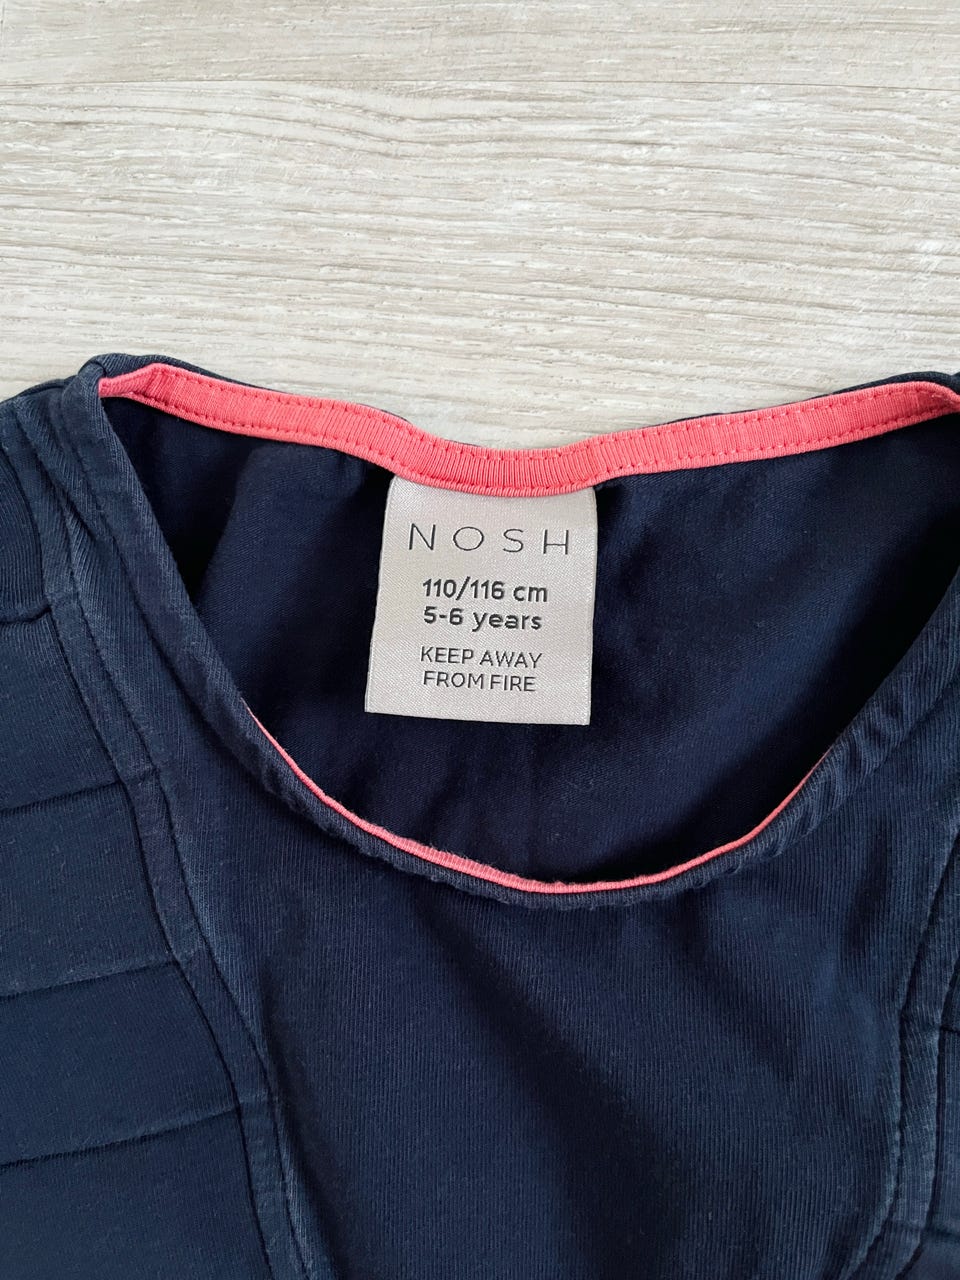 NOSH
110/116 cm
5-6 years
KEEP AWAY
FROM FIRE